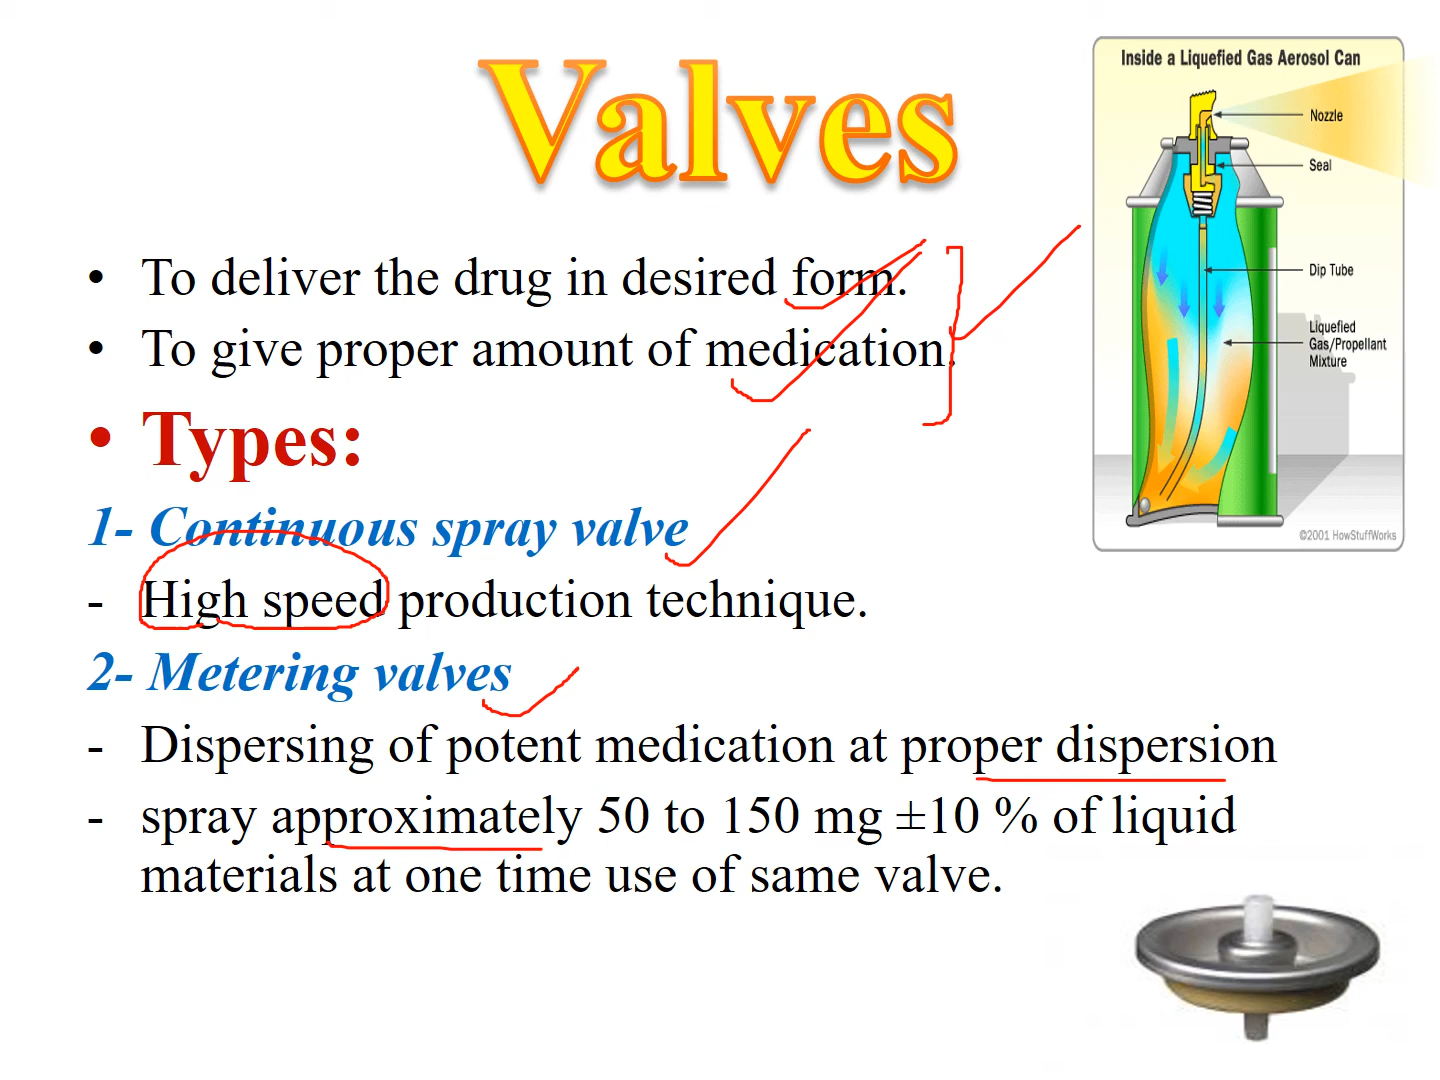 Valves
• To deliver the drug in desired form.
• To give proper amount of medication.
• Types:
1- Continuous spray valve
- High speed production technique.
2- Metering valves
- Dispersing of potent medication at proper dispersion
- spray approximately 50 to 150 mg ±10 % of liquid
materials at one time use of same valve.
Inside a Liquefied Gas Aerosol Can
Nozzle
Seal
Dip Tube
Liquefied
Gas/Propellant
Mixture
©2001 HowStuffWorks